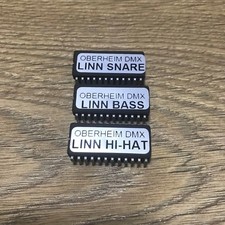 OBERHEIM DMX
LINN SNARE
OBERHEIM DMX
LINN BASS
OBERHEIM DMX
LINN HI-HAT